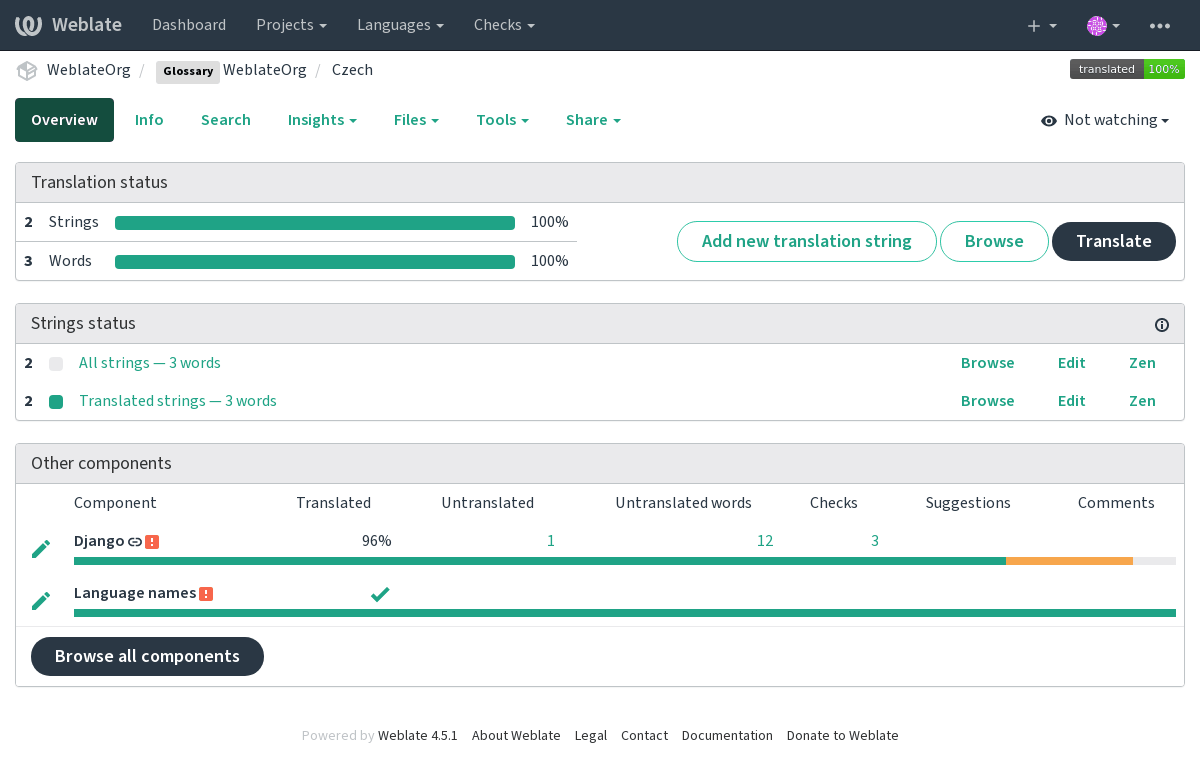 Weblate Dashboard Projects Languages Checks
WeblateOrg / Glossary WeblateOrg / Czech translated 100%
Overview Info Search Insights Files Tools Share Not watching
Translation status
2 Strings 100%
3 Words 100%
Add new translation string Browse Translate
Strings status
2 All strings — 3 words Browse Edit Zen
2 Translated strings — 3 words Browse Edit Zen
Other components
Component Translated Untranslated Untranslated words Checks Suggestions Comments
Django 96% 1 12 3
Language names
Browse all components
Powered by Weblate 4.5.1 About Weblate Legal Contact Documentation Donate to Weblate